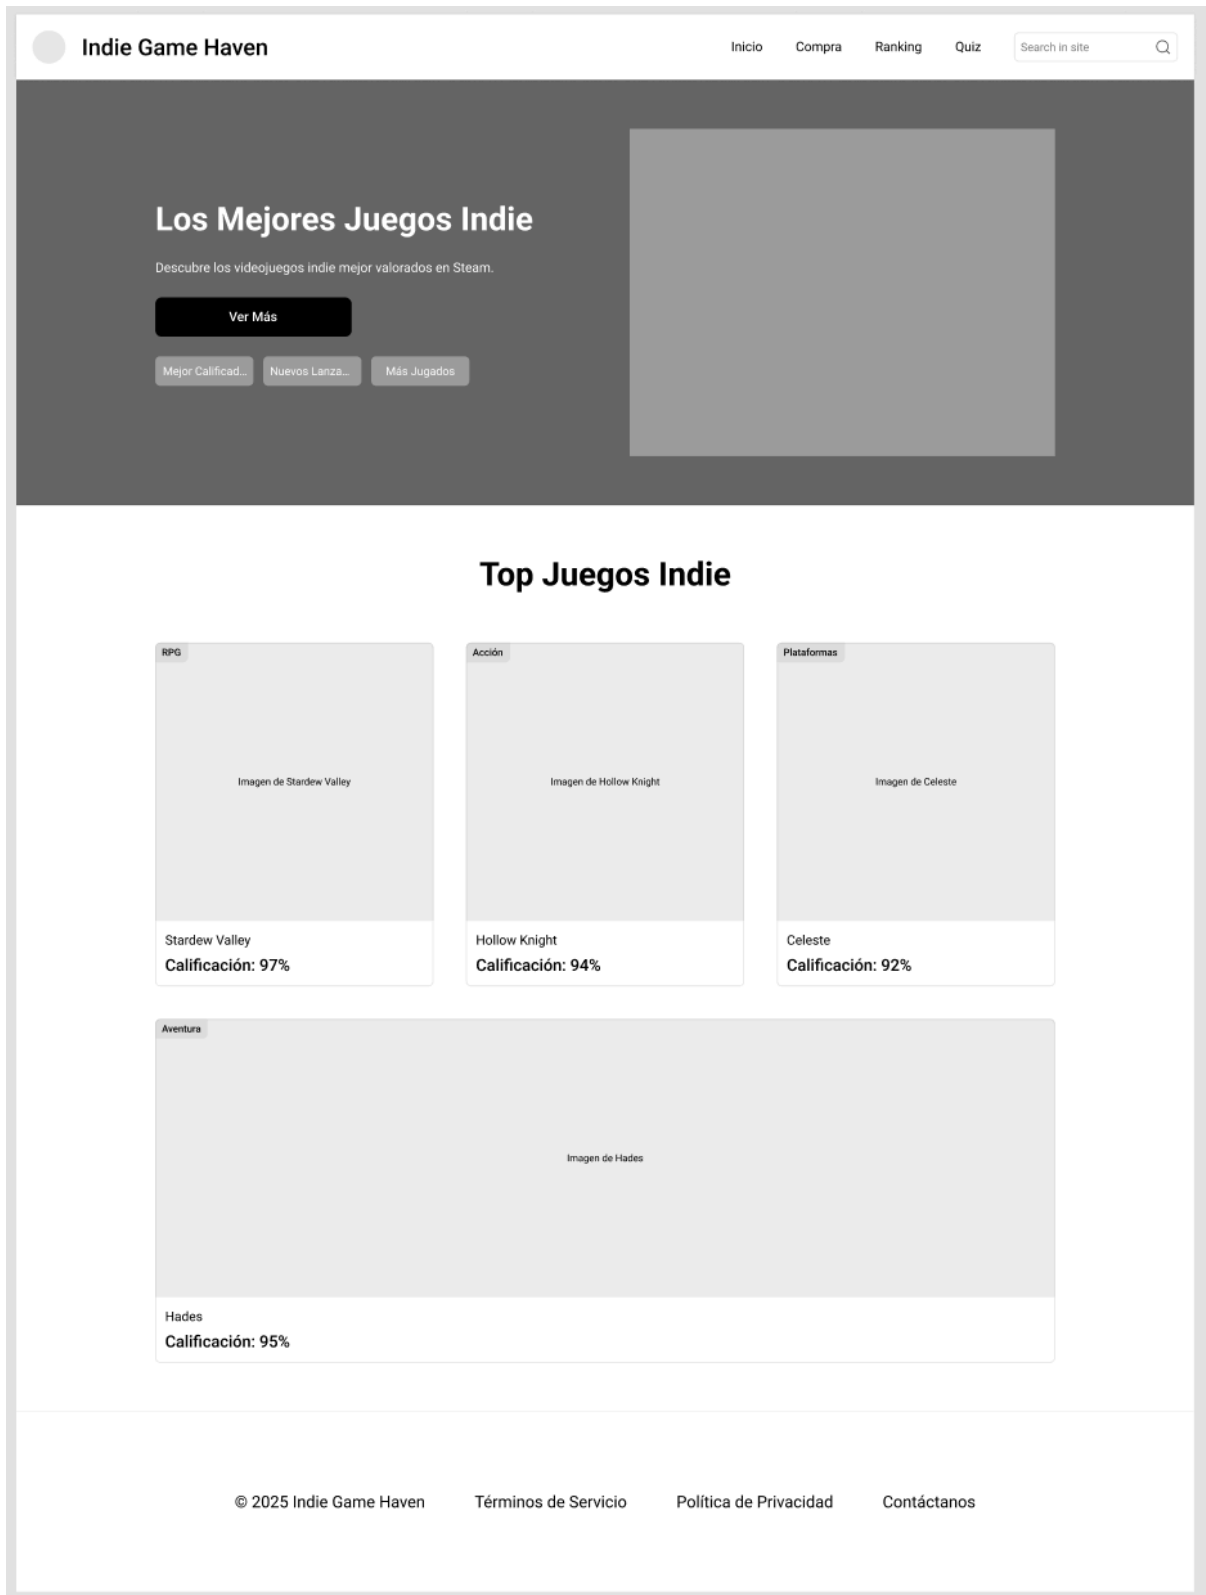 Indie Game Haven
Inicio
Compra
Ranking
Quiz
Search in site
Los Mejores Juegos Indie
Descubre los videojuegos indie mejor valorados en Steam.
Ver Más
Mejor Calificad...
Nuevos Lanza...
Más Jugados
Top Juegos Indie
RPG
Imagen de Stardew Valley
Stardew Valley
Calificación: 97%
Acción
Imagen de Hollow Knight
Hollow Knight
Calificación: 94%
Plataformas
Imagen de Celeste
Celeste
Calificación: 92%
Aventura
Imagen de Hades
Hades
Calificación: 95%
© 2025 Indie Game Haven
Términos de Servicio
Política de Privacidad
Contáctanos